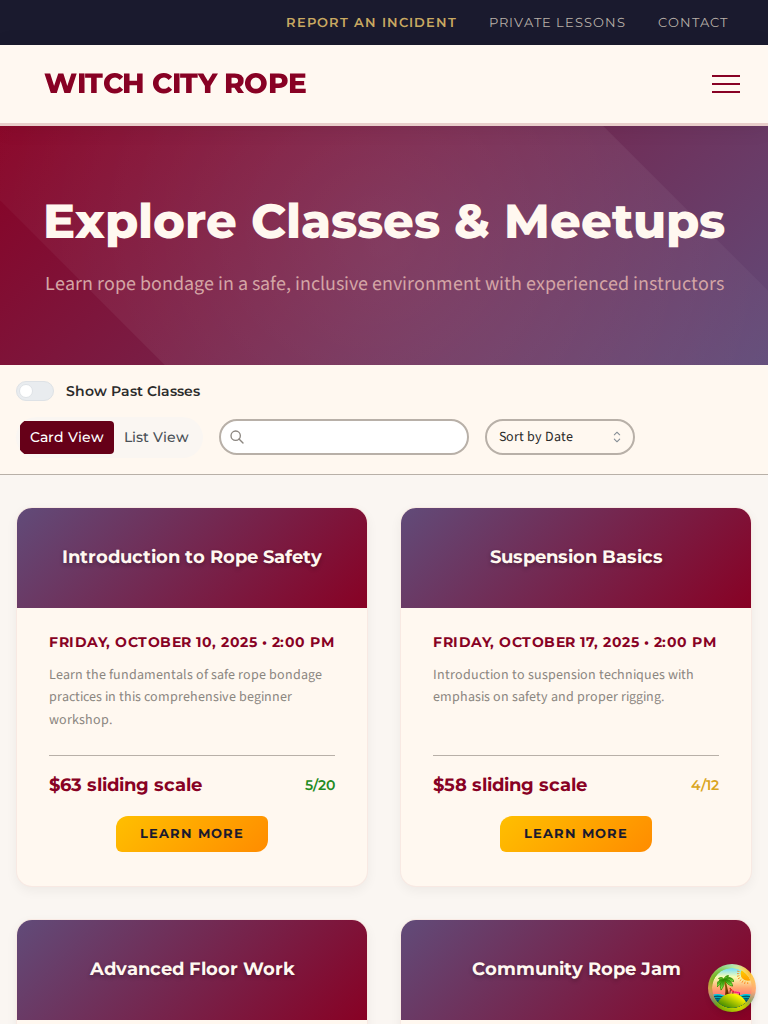 REPORT AN INCIDENT PRIVATE LESSONS CONTACT
WITCH CITY ROPE
Explore Classes & Meetups
Learn rope bondage in a safe, inclusive environment with experienced instructors
Show Past Classes
Card View List View Sort by Date
Introduction to Rope Safety
FRIDAY, OCTOBER 10, 2025 • 2:00 PM
Learn the fundamentals of safe rope bondage
practices in this comprehensive beginner
workshop.
$63 sliding scale 5/20
LEARN MORE
Suspension Basics
FRIDAY, OCTOBER 17, 2025 • 2:00 PM
Introduction to suspension techniques with
emphasis on safety and proper rigging.
$58 sliding scale 4/12
LEARN MORE
Advanced Floor Work
Community Rope Jam